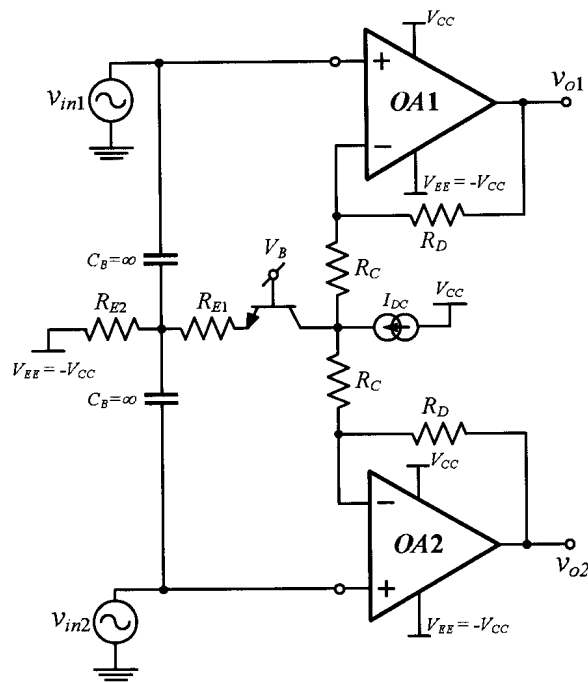 V_CC
v_in1
+
OA1
v_o1
−
V_EE = -V_CC
R_D
C_B=∞
V_B
R_C
R_E2
R_E1
I_DC
V_CC
V_EE = -V_CC
C_B=∞
R_C
R_D
V_CC
−
OA2
v_o2
+
v_in2
V_EE = -V_CC